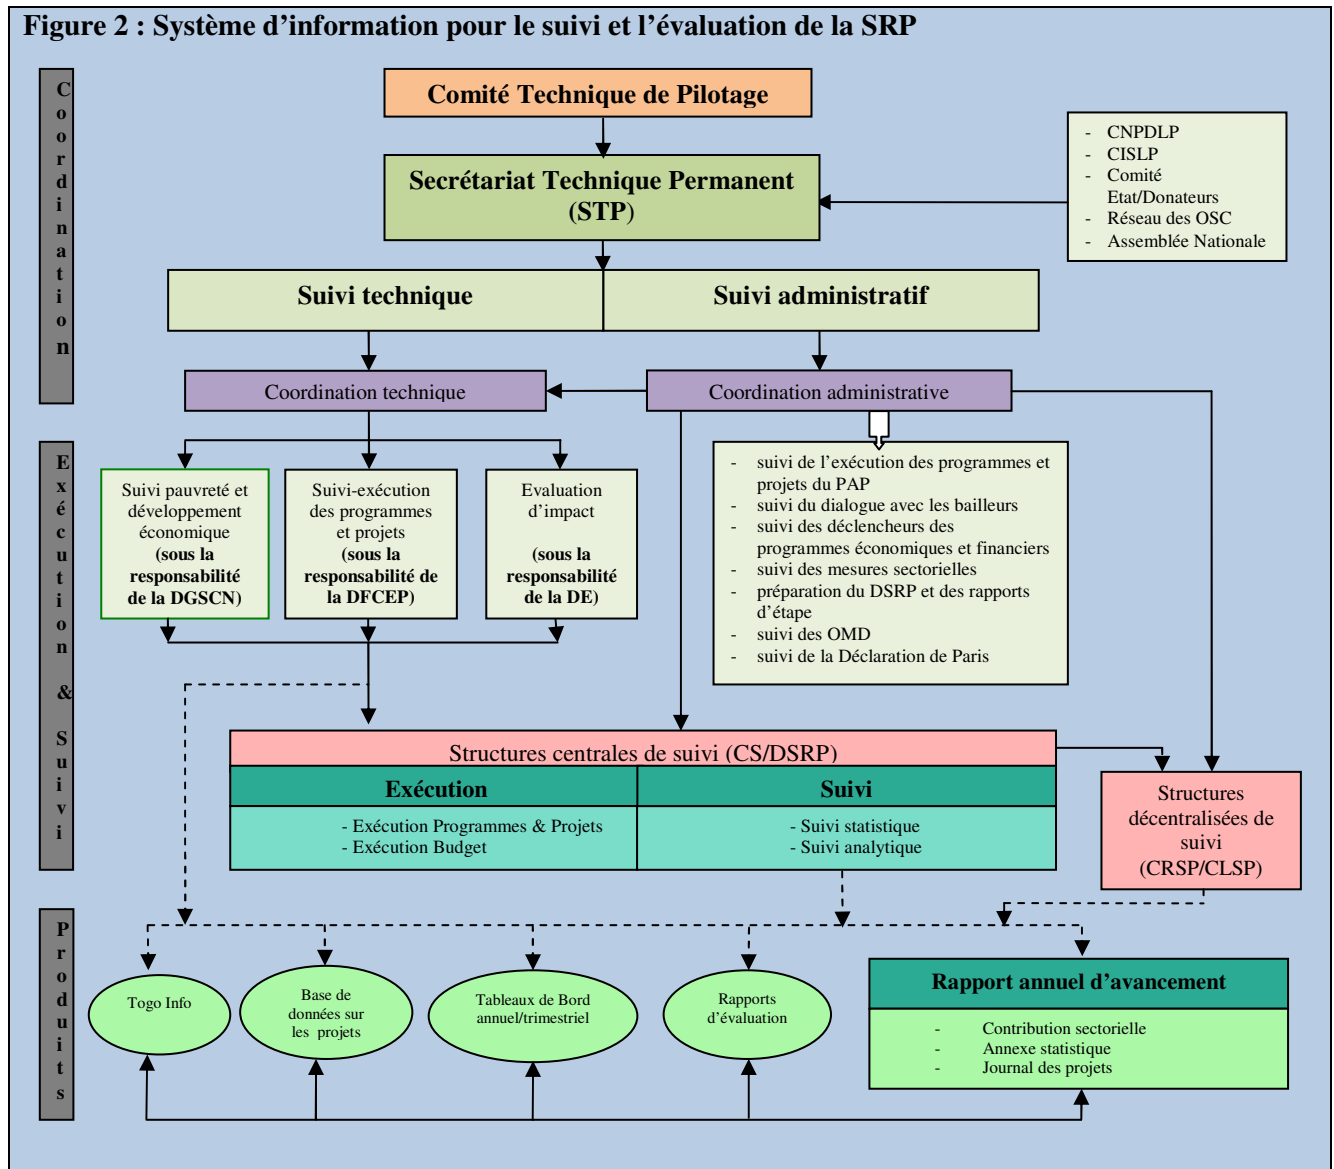 Figure 2 : Système d’information pour le suivi et l’évaluation de la SRP
Coordination
Comité Technique de Pilotage
- CNPDLP
- CISLP
- Comité
Etat/Donateurs
- Réseau des OSC
- Assemblée Nationale
Secrétariat Technique Permanent
(STP)
Suivi technique
Suivi administratif
Coordination technique
Coordination administrative
Exécution & Suivi
Suivi pauvreté et
développement
économique
(sous la
responsabilité
de la DGSCN)
Suivi-exécution
des programmes
et projets
(sous la
responsabilité de
la DFCEP)
Evaluation
d’impact
(sous la
responsabilité
de la DE)
- suivi de l’exécution des programmes et
projets du PAP
- suivi du dialogue avec les bailleurs
- suivi des déclencheurs des
programmes économiques et financiers
- suivi des mesures sectorielles
- préparation du DSRP et des rapports
d’étape
- suivi des OMD
- suivi de la Déclaration de Paris
Structures centrales de suivi (CS/DSRP)
Exécution
Suivi
- Exécution Programmes & Projets
- Exécution Budget
- Suivi statistique
- Suivi analytique
Structures
décentralisées de
suivi
(CRSP/CLSP)
Produits
Togo Info
Base de
données sur
les projets
Tableaux de Bord
annuel/trimestriel
Rapports
d’évaluation
Rapport annuel d’avancement
- Contribution sectorielle
- Annexe statistique
- Journal des projets